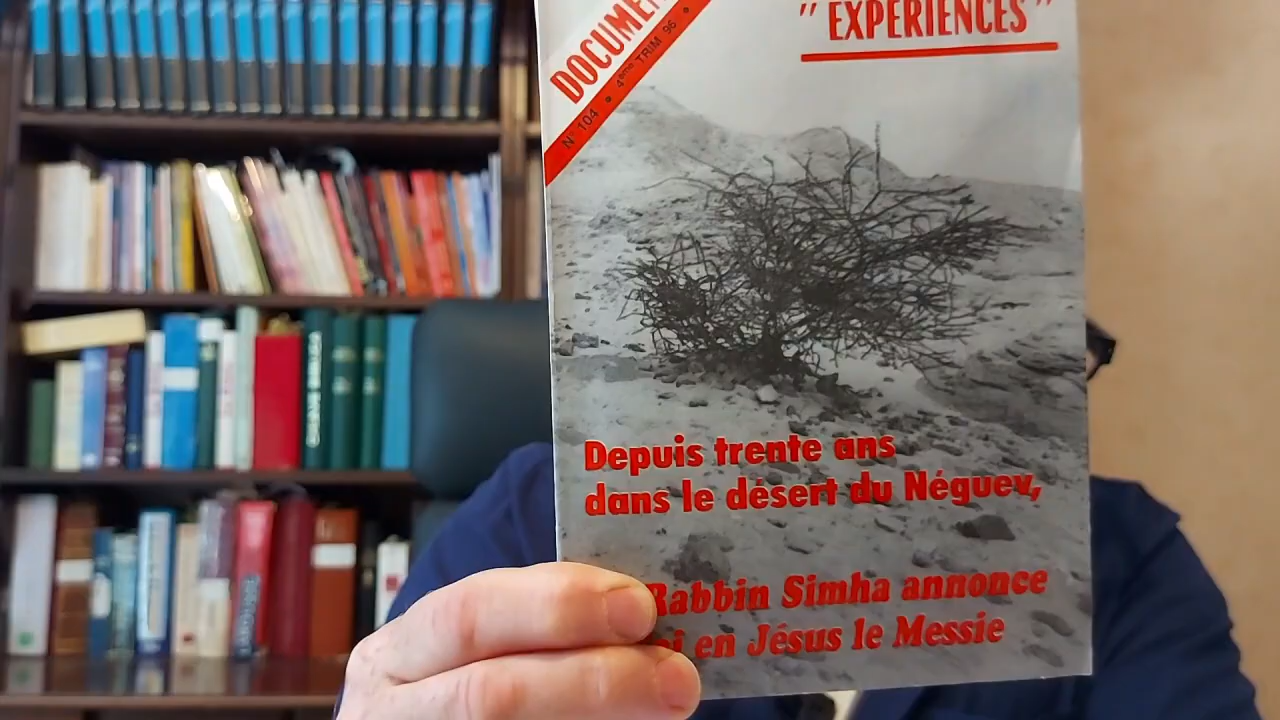 " EXPERIENCES "
N° 104 • 4ème TRIM 96 •
Depuis trente ans
dans le désert du Néguev,
Rabbin Simha annonce
en Jésus le Messie